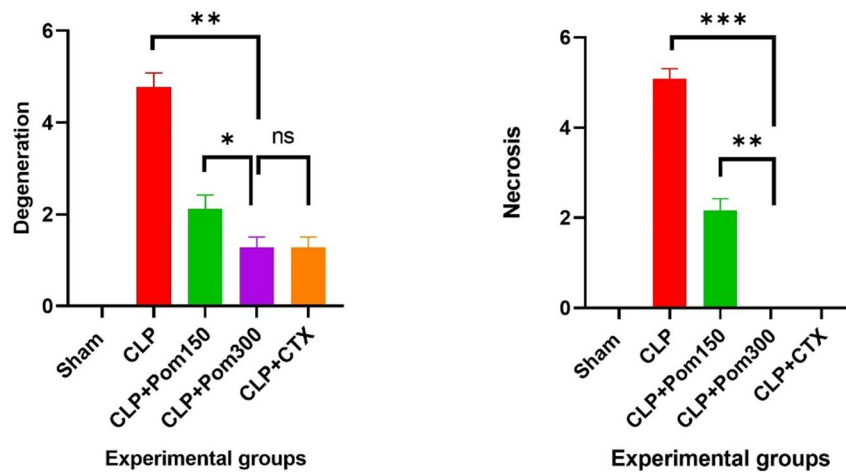 Degeneration
6
4
2
0
**
*
ns
Sham
CLP
CLP+Pom150
CLP+Pom300
CLP+CTX
Experimental groups
Necrosis
6
4
2
0
***
**
Sham
CLP
CLP+Pom150
CLP+Pom300
CLP+CTX
Experimental groups